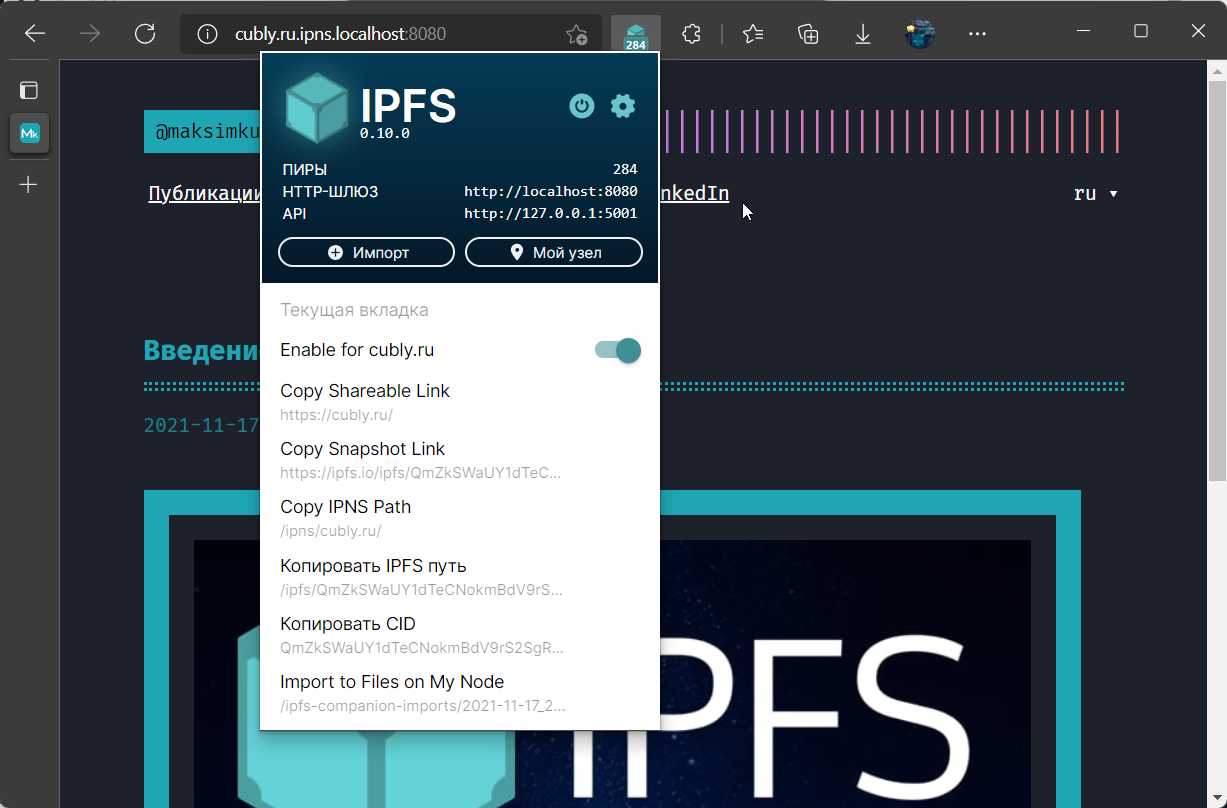 cubly.ru.ipns.localhost:8080
284
Mk
@maksimku
IPFS
0.10.0
ПИРЫ 284
HTTP-ШЛЮЗ http://localhost:8080
API http://127.0.0.1:5001
Импорт Мой узел
Публикации nkedIn ru
Текущая вкладка
Enable for cubly.ru
Copy Shareable Link
https://cubly.ru/
Copy Snapshot Link
https://ipfs.io/ipfs/QmZkSWaUY1dTeC...
Copy IPNS Path
/ipns/cubly.ru/
Копировать IPFS путь
/ipfs/QmZkSWaUY1dTeCNokmBdV9rS...
Копировать CID
QmZkSWaUY1dTeCNokmBdV9rS2SgR...
Import to Files on My Node
/ipfs-companion-imports/2021-11-17_2...
Введени
2021-11-17
IPFS